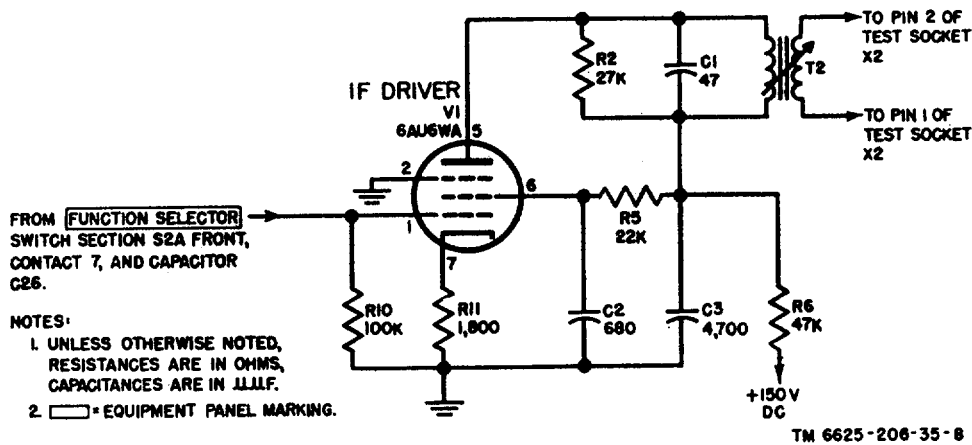 TO PIN 2 OF
TEST SOCKET
X2
R2
27K
C1
47
T2
IF DRIVER
V1
6AU6WA
5
TO PIN 1 OF
TEST SOCKET
X2
2
6
1
7
R5
22K
FROM FUNCTION SELECTOR
SWITCH SECTION S2A FRONT,
CONTACT 7, AND CAPACITOR
C26.
R10
100K
R11
1,800
C2
680
C3
4,700
R6
47K
NOTES:
1. UNLESS OTHERWISE NOTED,
RESISTANCES ARE IN OHMS,
CAPACITANCES ARE IN UUF.
2. = EQUIPMENT PANEL MARKING.
+150V
DC
TM 6625-206-35-8